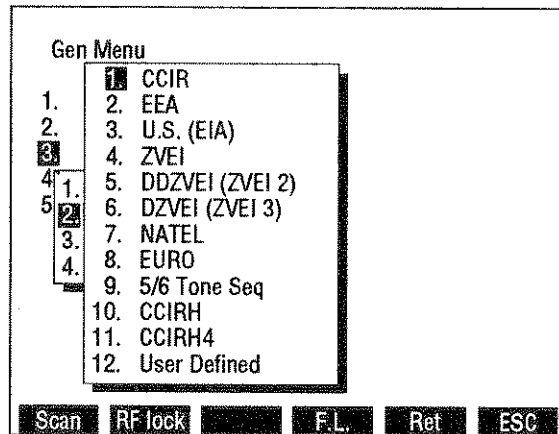 Gen Menu
1.
2.
3.
4
5
1.
2.
3.
4.
1. CCIR
2. EEA
3. U.S. (EIA)
4. ZVEI
5. DDZVEI (ZVEI 2)
6. DZVEI (ZVEI 3)
7. NATEL
8. EURO
9. 5/6 Tone Seq
10. CCIRH
11. CCIRH4
12. User Defined
Scan RF lock F.L. Ret ESC